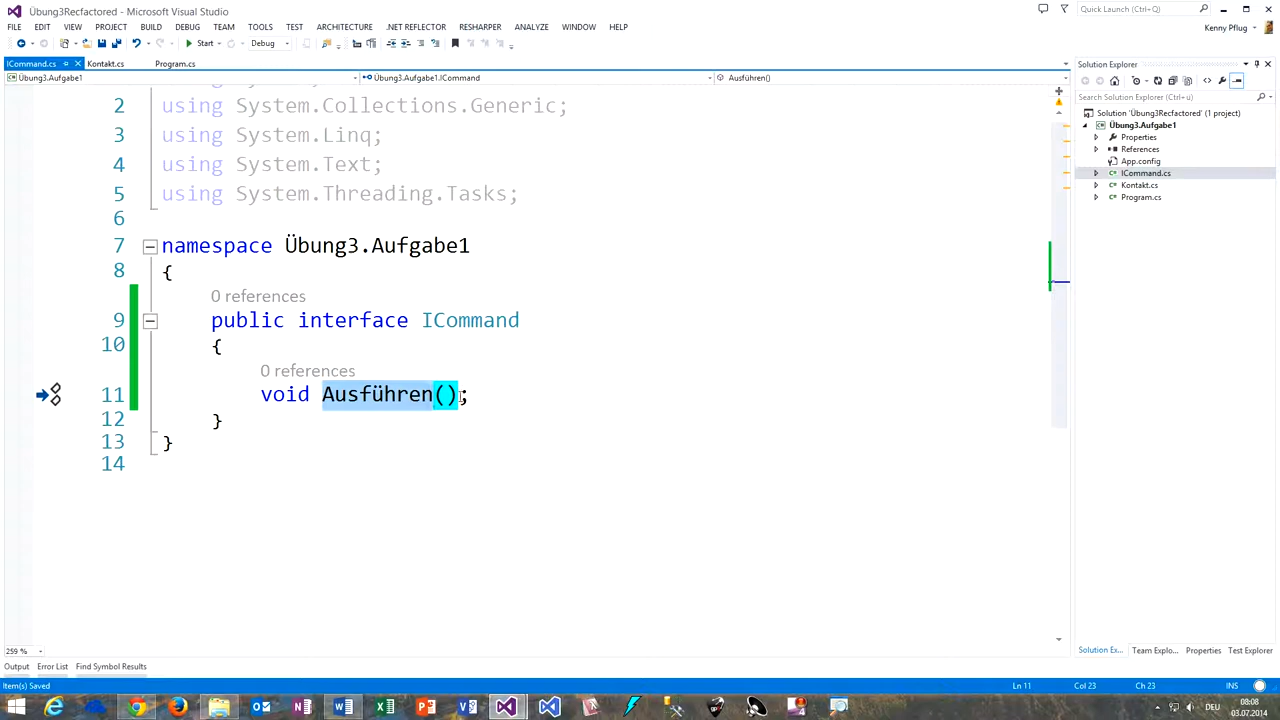 Übung3Recfactored - Microsoft Visual Studio
Quick Launch (Ctrl+Q)
FILE EDIT VIEW PROJECT BUILD DEBUG TEAM TOOLS TEST ARCHITECTURE .NET REFLECTOR RESHARPER ANALYZE WINDOW HELP
Kenny Pflug
Start Debug
ICommand.cs Kontakt.cs Program.cs
Solution Explorer
Übung3.Aufgabe1 Übung3.Aufgabe1.ICommand Ausführen()
Search Solution Explorer (Ctrl+ü)
Solution 'Übung3Recfactored' (1 project)
Übung3.Aufgabe1
Properties
References
App.config
ICommand.cs
Kontakt.cs
Program.cs
2 using System.Collections.Generic;
3 using System.Linq;
4 using System.Text;
5 using System.Threading.Tasks;
6
7 namespace Übung3.Aufgabe1
8 {
0 references
9 public interface ICommand
10 {
0 references
11 void Ausführen();
12 }
13 }
14
259 %
Solution Ex... Team Explo... Properties Test Explorer
Output Error List Find Symbol Results
Item(s) Saved Ln 11 Col 23 Ch 23 INS
DEU
08:08
03.07.2014